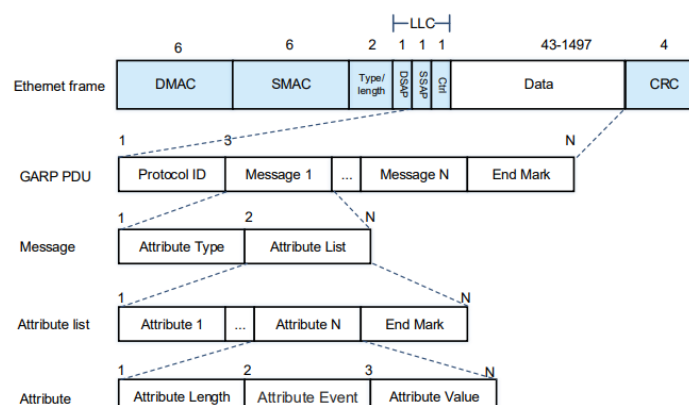 LLC
6 6 2 1 1 1 43-1497 4
Ethernet frame DMAC SMAC Type/length DSAP SSAP Ctrl Data CRC
1 3 N
GARP PDU Protocol ID Message 1 ... Message N End Mark
1 2 N
Message Attribute Type Attribute List
1 N
Attribute list Attribute 1 ... Attribute N End Mark
1 2 3 N
Attribute Attribute Length Attribute Event Attribute Value